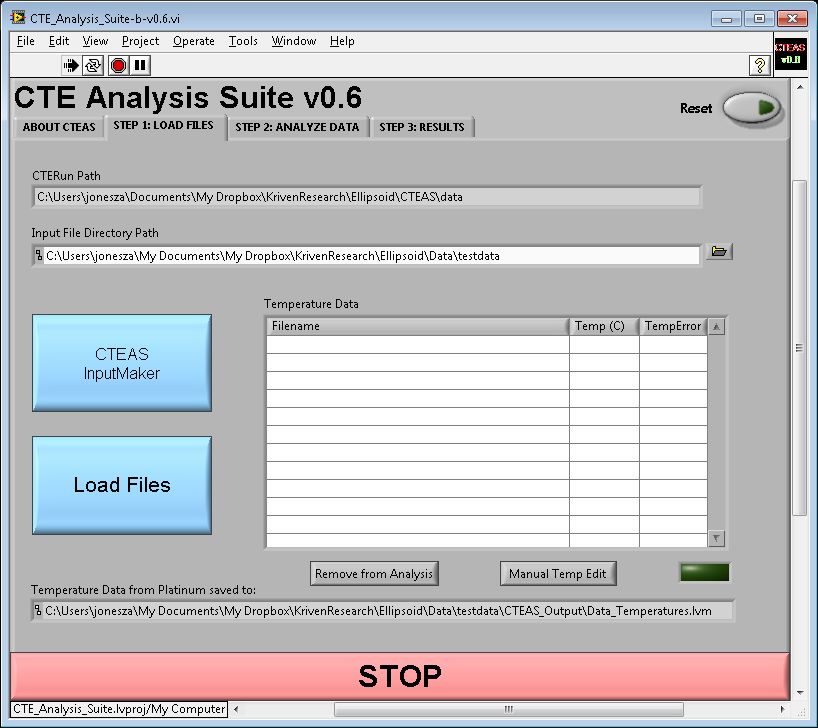 CTE_Analysis_Suite-b-v0.6.vi
File Edit View Project Operate Tools Window Help
CTEAS
v0.
CTE Analysis Suite v0.6
Reset
ABOUT CTEAS STEP 1: LOAD FILES STEP 2: ANALYZE DATA STEP 3: RESULTS
CTERun Path
C:\Users\jonesza\Documents\My Dropbox\KrivenResearch\Ellipsoid\CTEAS\data
Input File Directory Path
C:\Users\jonesza\My Documents\My Dropbox\KrivenResearch\Ellipsoid\Data\testdata
Temperature Data
Filename Temp (C) TempError
CTEAS
InputMaker
Load Files
Remove from Analysis Manual Temp Edit
Temperature Data from Platinum saved to:
C:\Users\jonesza\My Documents\My Dropbox\KrivenResearch\Ellipsoid\Data\testdata\CTEAS_Output\Data_Temperatures.lvm
STOP
CTE_Analysis_Suite.lvproj/My Computer